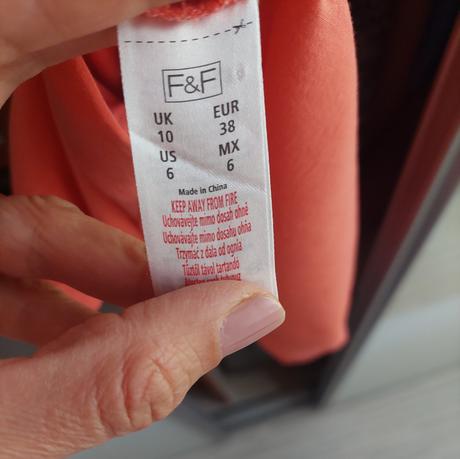 F&F
UK EUR
10 38
US MX
6 6
Made in China
KEEP AWAY FROM FIRE
Uchovávejte mimo dosah ohně
Uchovávajte mimo dosahu ohňa
Trzymać z dala od ognia
Tűztől távol tartandó